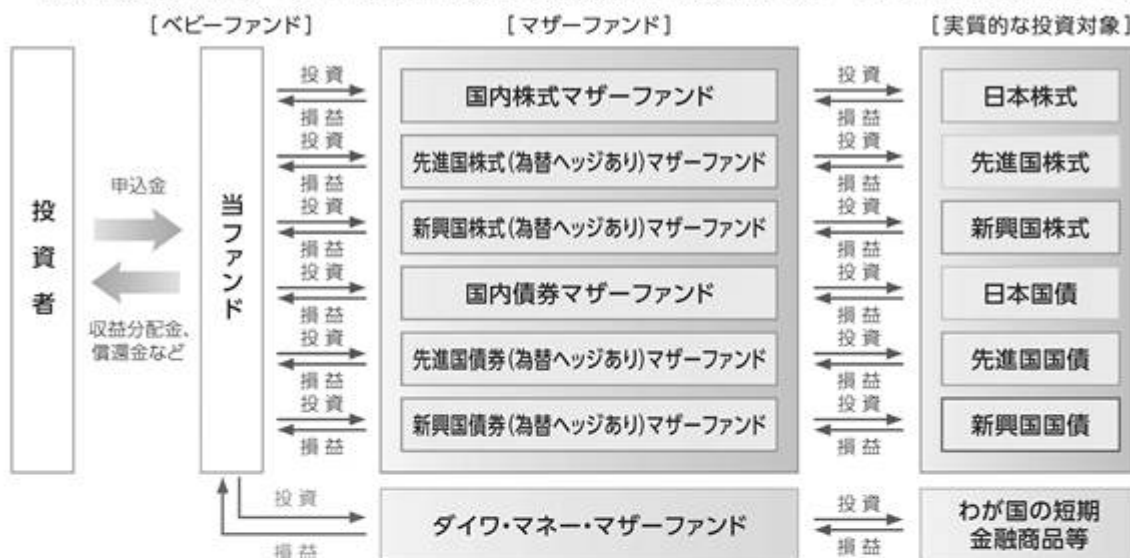 [ベビーファンド]
[マザーファンド]
[実質的な投資対象]
投資者
申込金
収益分配金、
償還金など
当ファンド
投資
損益
国内株式マザーファンド
投資
損益
日本株式
投資
損益
先進国株式(為替ヘッジあり)マザーファンド
投資
損益
先進国株式
投資
損益
新興国株式(為替ヘッジあり)マザーファンド
投資
損益
新興国株式
投資
損益
国内債券マザーファンド
投資
損益
日本国債
投資
損益
先進国債券(為替ヘッジあり)マザーファンド
投資
損益
先進国国債
投資
損益
新興国債券(為替ヘッジあり)マザーファンド
投資
損益
新興国国債
投資
損益
ダイワ・マネー・マザーファンド
投資
損益
わが国の短期
金融商品等